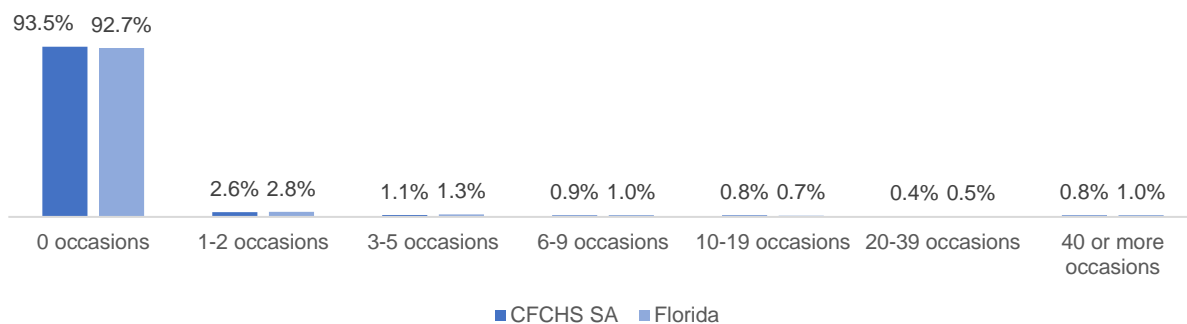 93.5% 92.7%
2.6% 2.8% 1.1% 1.3% 0.9% 1.0% 0.8% 0.7% 0.4% 0.5% 0.8% 1.0%
0 occasions 1-2 occasions 3-5 occasions 6-9 occasions 10-19 occasions 20-39 occasions 40 or more
occasions
CFCHS SA Florida